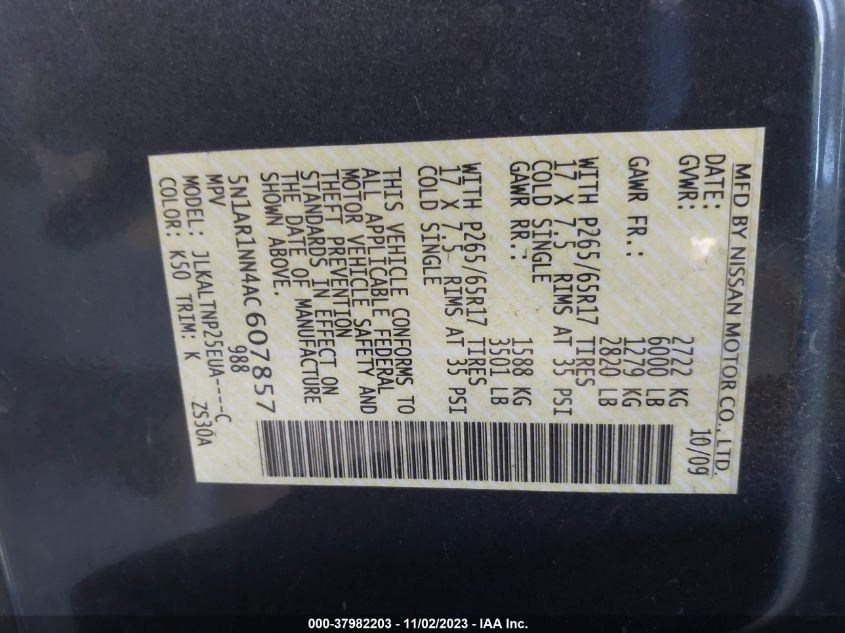 MFD BY NISSAN MOTOR CO., LTD.
DATE: 10/09
GVWR: 2722 KG
6000 LB
GAWR FR.: 1279 KG
2820 LB
WITH P265/65R17 TIRES
17 X 7.5 RIMS AT 35 PSI
COLD SINGLE
GAWR RR.: 1588 KG
3501 LB
WITH P265/65R17 TIRES
17 X 7.5 RIMS AT 35 PSI
COLD SINGLE
THIS VEHICLE CONFORMS TO
ALL APPLICABLE FEDERAL
MOTOR VEHICLE SAFETY AND
THEFT PREVENTION
STANDARDS IN EFFECT ON
THE DATE OF MANUFACTURE
SHOWN ABOVE.
5N1AR1NN4AC607857
MPV 988
MODEL: JLKALTNP25EUA----C
COLOR: K50 TRIM: K ZS30A
000-37982203 - 11/02/2023 - IAA Inc.